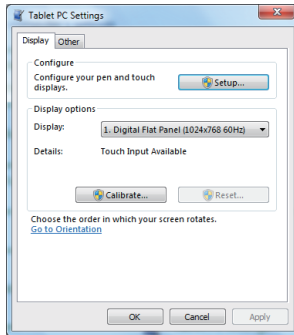 Tablet PC Settings
Display Other
Configure
Configure your pen and touch Setup...
displays.
Display options
Display: 1. Digital Flat Panel (1024x768 60Hz)
Details: Touch Input Available
Calibrate... Reset...
Choose the order in which your screen rotates.
Go to Orientation
OK Cancel Apply